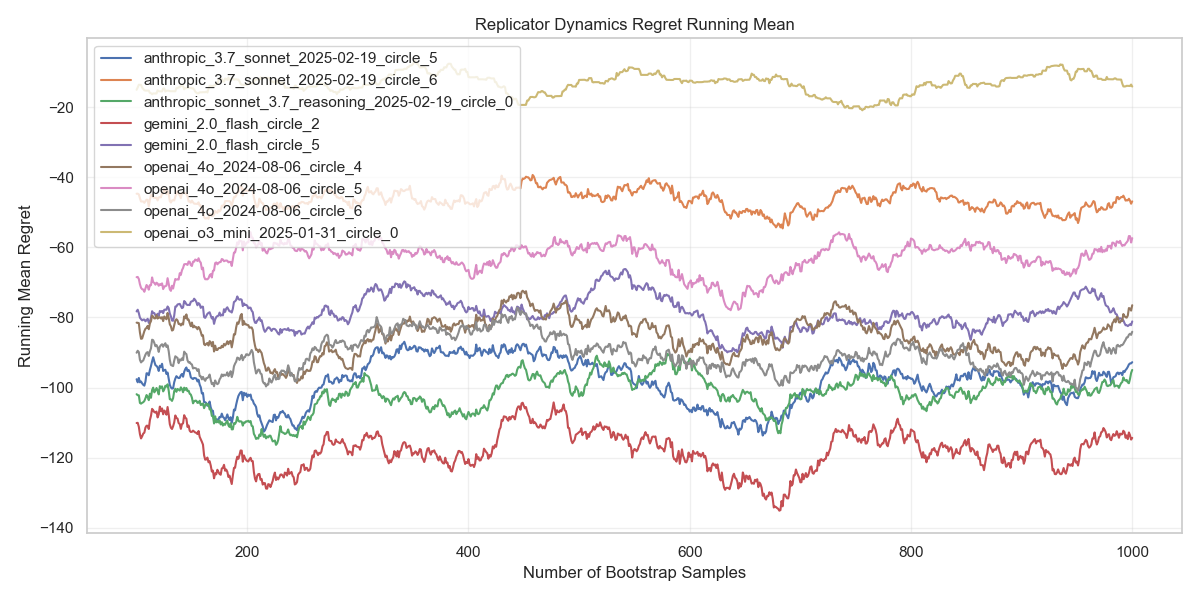 Replicator Dynamics Regret Running Mean
anthropic_3.7_sonnet_2025-02-19_circle_5
anthropic_3.7_sonnet_2025-02-19_circle_6
anthropic_sonnet_3.7_reasoning_2025-02-19_circle_0
gemini_2.0_flash_circle_2
gemini_2.0_flash_circle_5
openai_4o_2024-08-06_circle_4
openai_4o_2024-08-06_circle_5
openai_4o_2024-08-06_circle_6
openai_o3_mini_2025-01-31_circle_0
Running Mean Regret
−20
−40
−60
−80
−100
−120
−140
200
400
600
800
1000
Number of Bootstrap Samples